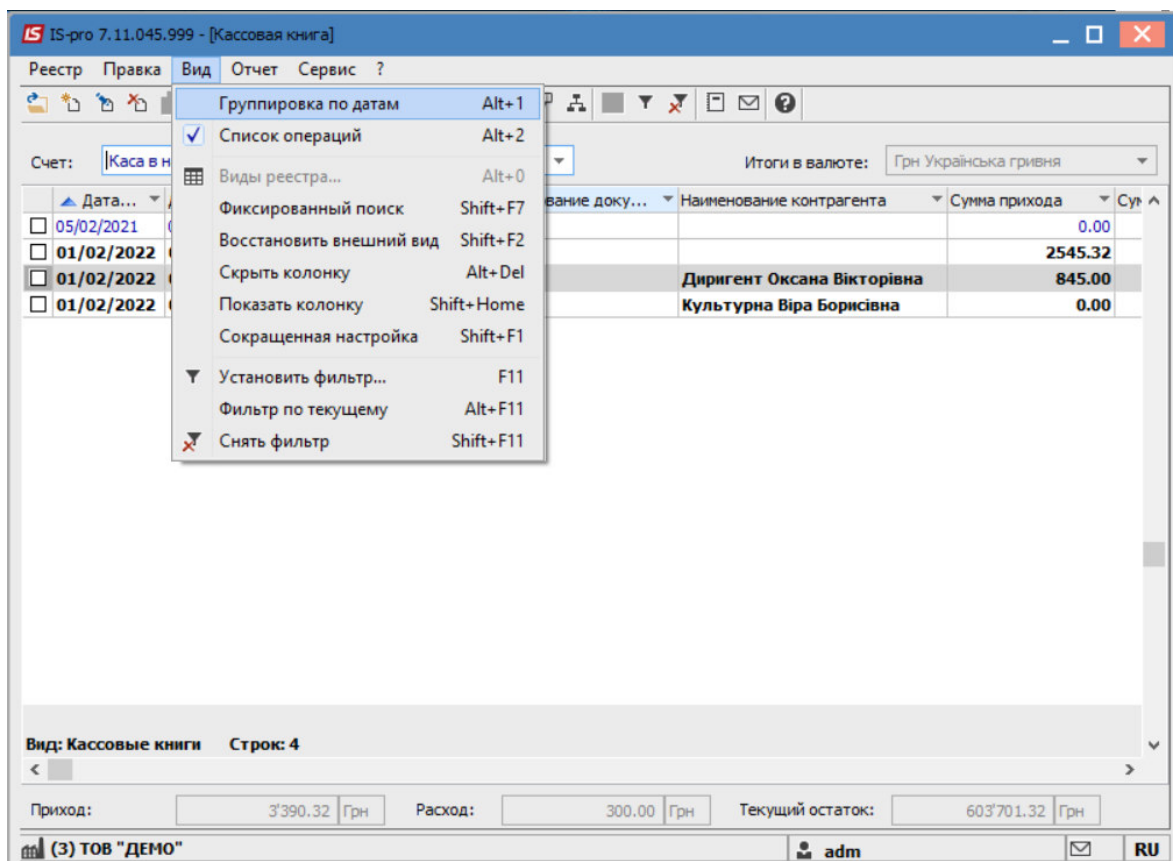 IS-pro 7.11.045.999 - [Кассовая книга]
Реестр Правка Вид Отчет Сервис ?
Группировка по датам Alt+1
Список операций Alt+2
Счет: Каса в н Итоги в валюте: Грн Українська гривня
Виды реестра... Alt+0
Дата... вание доку... Наименование контрагента Сумма прихода Сум
Фиксированный поиск Shift+F7
05/02/2021 0.00
Восстановить внешний вид Shift+F2
01/02/2022 2545.32
Скрыть колонку Alt+Del
01/02/2022 Диригент Оксана Вікторівна 845.00
Показать колонку Shift+Home
01/02/2022 Культурна Віра Борисівна 0.00
Сокращенная настройка Shift+F1
Установить фильтр... F11
Фильтр по текущему Alt+F11
Снять фильтр Shift+F11
Вид: Кассовые книги Строк: 4
Приход: 3'390.32 Грн Расход: 300.00 Грн Текущий остаток: 603'701.32 Грн
(3) ТОВ "ДЕМО" adm RU